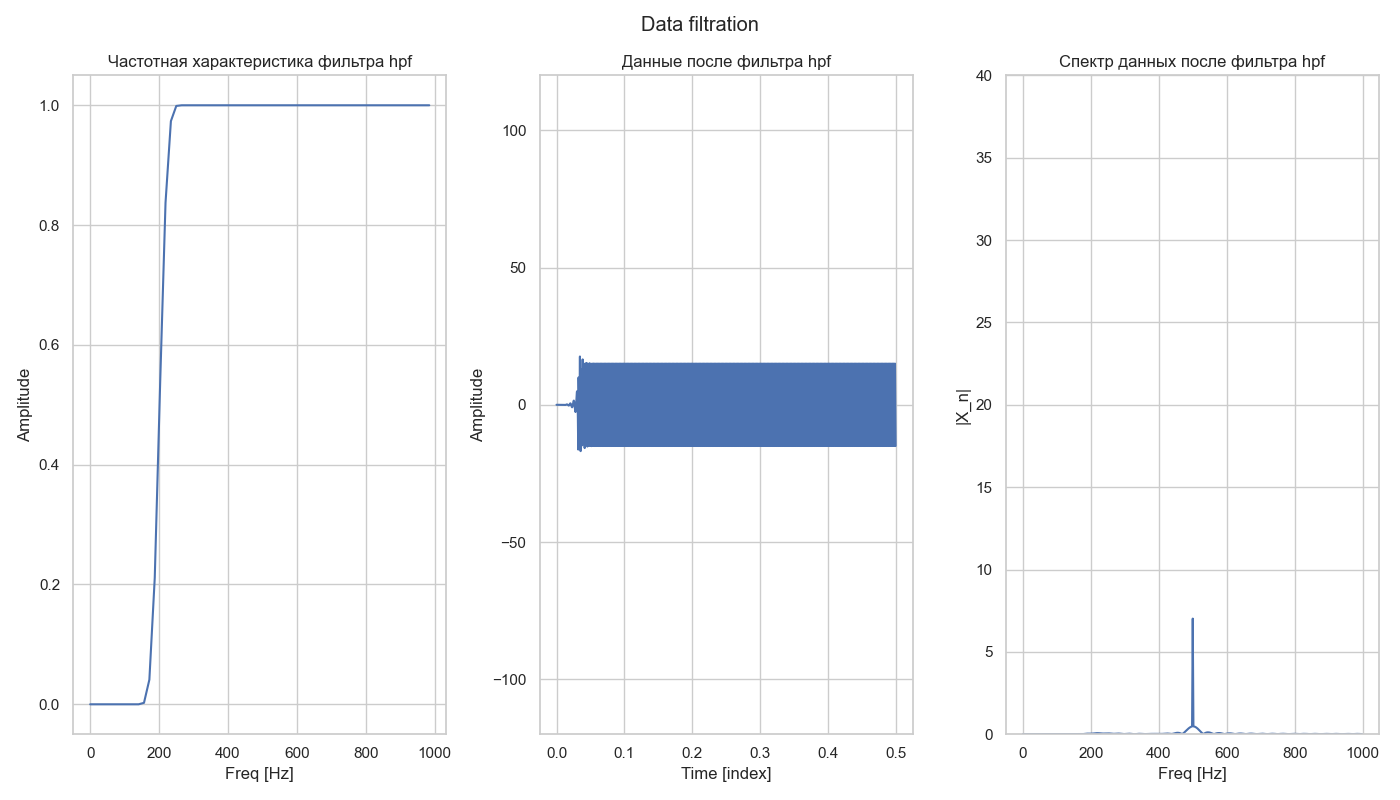 Data filtration
Частотная характеристика фильтра hpf
1.0
0.8
0.6
0.4
0.2
0.0
Amplitude
0 200 400 600 800 1000
Freq [Hz]
Данные после фильтра hpf
100
50
0
−50
−100
Amplitude
0.0 0.1 0.2 0.3 0.4 0.5
Time [index]
Спектр данных после фильтра hpf
40
35
30
25
20
15
10
5
0
|X_n|
0 200 400 600 800 1000
Freq [Hz]